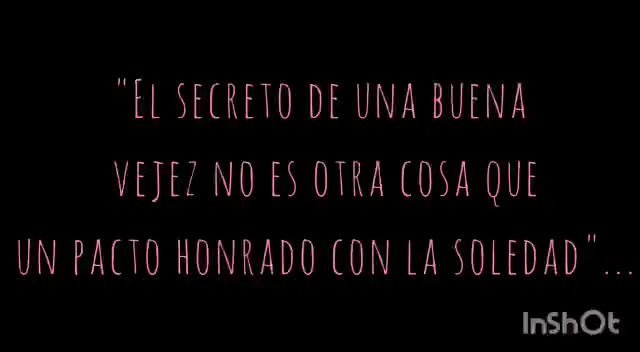 "EL SECRETO DE UNA BUENA
VEJEZ NO ES OTRA COSA QUE
UN PACTO HONRADO CON LA SOLEDAD"...
InShOt